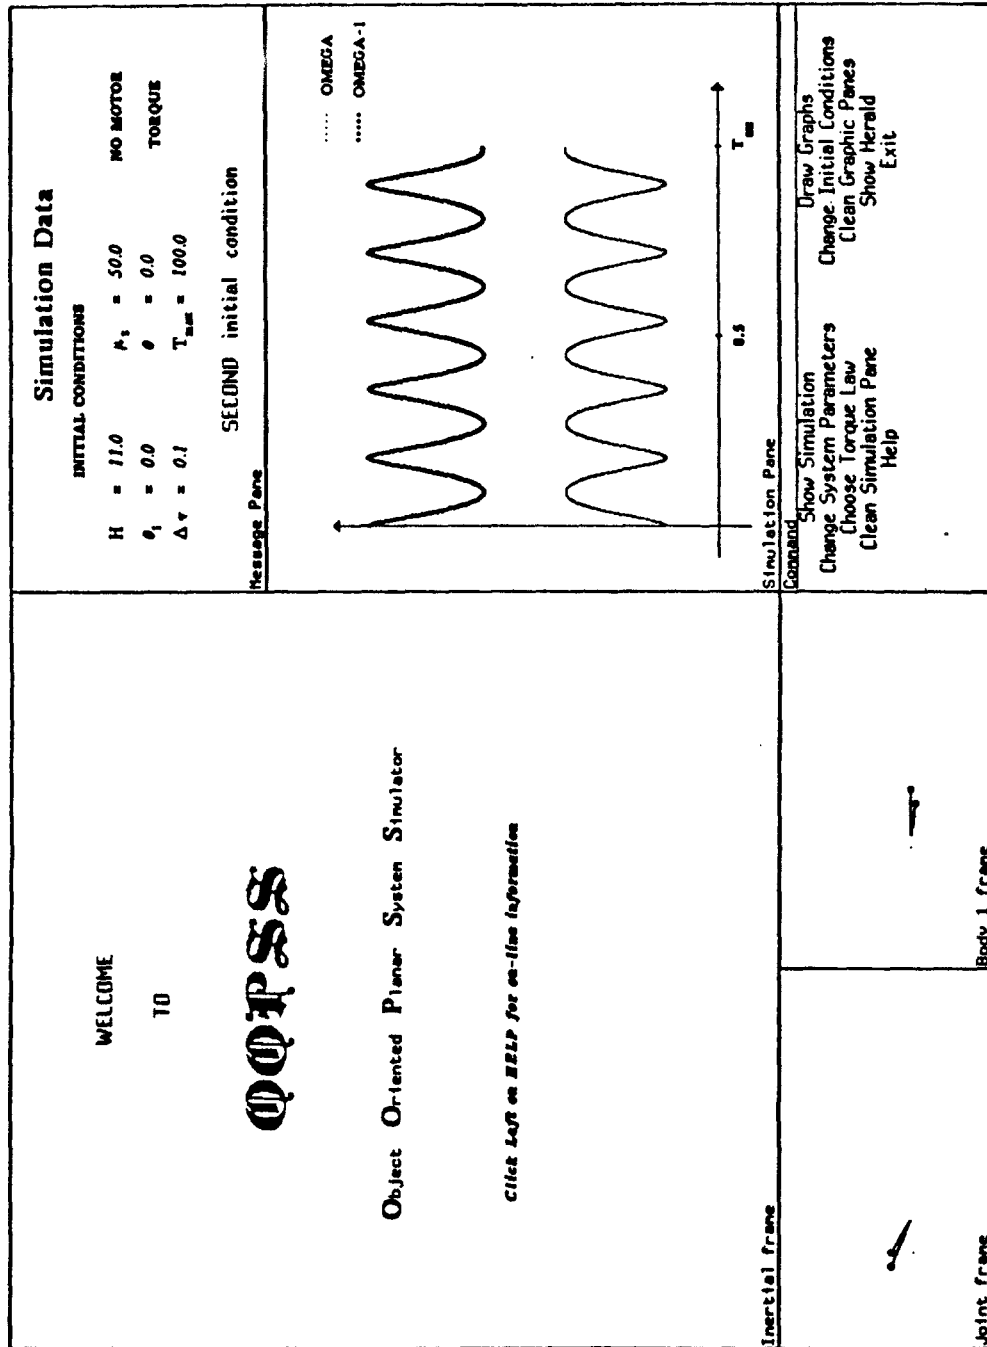 WELCOME
TO
OOPSS
Object Oriented Planar System Simulator
Click Left on HELP for on-line information
Inertial frame
Joint frame
Body 1 frame
Simulation Data
INITIAL CONDITIONS
H = 11.0 μ₁ = 50.0 NO MOTOR
θ₁ = 0.0 θ = 0.0 TORQUE
Δτ = 0.1 Tmax = 100.0
SECOND initial condition
Message Pane
OMEGA
OMEGA-1
0.5
Tmax
Simulation Pane
Command
Show Simulation Draw Graphs
Change System Parameters Change Initial Conditions
Choose Torque Law Clean Graphic Panes
Clean Simulation Pane Show Herald
Help Exit